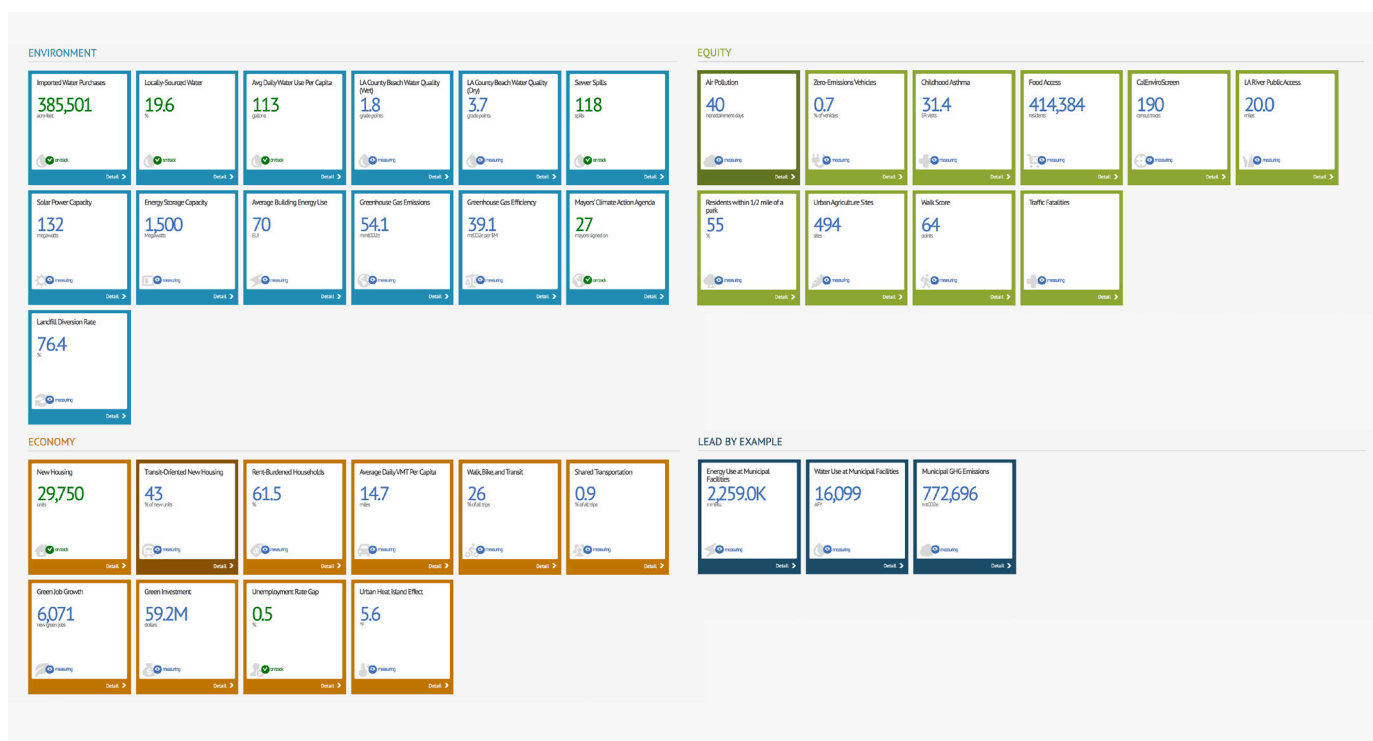 ENVIRONMENT
Imported Water Purchases
385,501
acre-feet
on track
Detail
Locally-Sourced Water
19.6
%
on track
Detail
Avg Daily Water Use Per Capita
113
gallons
on track
Detail
LA County Beach Water Quality
(Wet)
1.8
grade points
measuring
Detail
LA County Beach Water Quality
(Dry)
3.7
grade points
measuring
Detail
Sewer Spills
118
spills
on track
Detail
Solar Power Capacity
132
megawatts
measuring
Detail
Energy Storage Capacity
1,500
Megawatts
measuring
Detail
Average Building Energy Use
70
EUI
measuring
Detail
Greenhouse Gas Emissions
54.1
mmtCO2e
measuring
Detail
Greenhouse Gas Efficiency
39.1
mtCO2e per $M
measuring
Detail
Mayors' Climate Action Agenda
27
mayors signed on
on track
Detail
Landfill Diversion Rate
76.4
%
measuring
Detail
EQUITY
Air Pollution
40
nonattainment days
measuring
Detail
Zero-Emissions Vehicles
0.7
% of vehicles
measuring
Detail
Childhood Asthma
31.4
ER visits
measuring
Detail
Food Access
414,384
residents
measuring
Detail
CalEnviroScreen
190
census tracts
measuring
Detail
LA River Public Access
20.0
miles
measuring
Detail
Residents within 1/2 mile of a
park
55
%
measuring
Detail
Urban Agriculture Sites
494
sites
measuring
Detail
Walk Score
64
points
measuring
Detail
Traffic Fatalities
measuring
Detail
ECONOMY
New Housing
29,750
units
on track
Detail
Transit-Oriented New Housing
43
% of new units
measuring
Detail
Rent-Burdened Households
61.5
%
measuring
Detail
Average Daily VMT Per Capita
14.7
miles
measuring
Detail
Walk, Bike, and Transit
26
% of all trips
measuring
Detail
Shared Transportation
0.9
% of all trips
measuring
Detail
Green Job Growth
6,071
new green jobs
measuring
Detail
Green Investment
59.2M
dollars
measuring
Detail
Unemployment Rate Gap
0.5
%
on track
Detail
Urban Heat Island Effect
5.6
°F
measuring
Detail
LEAD BY EXAMPLE
Energy Use at Municipal
Facilities
2,259.0K
mmBtu
measuring
Detail
Water Use at Municipal Facilities
16,099
AFY
measuring
Detail
Municipal GHG Emissions
772,696
mtCO2e
measuring
Detail